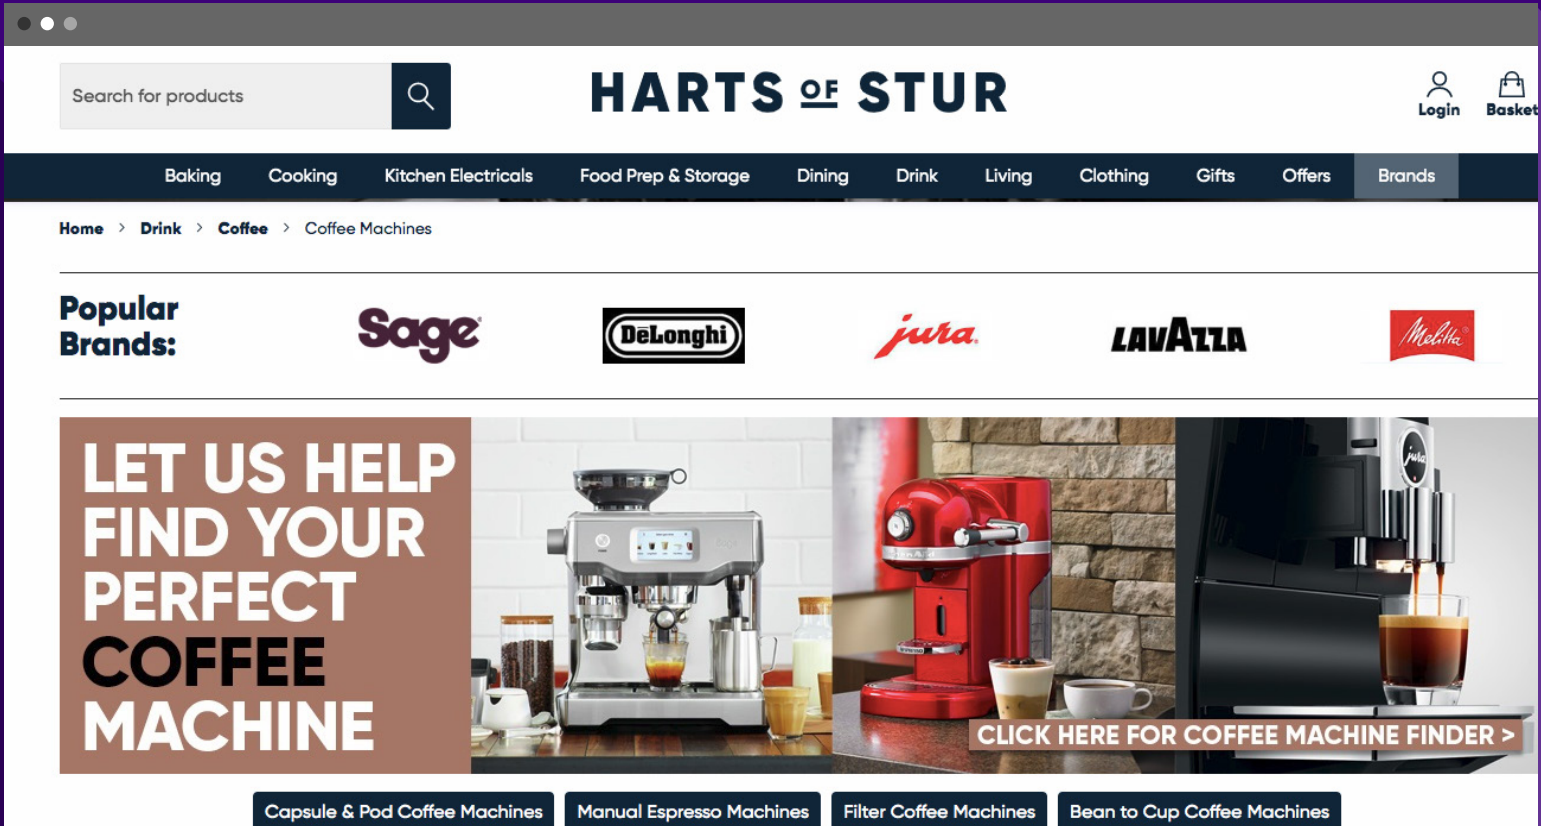 Search for products
HARTS OF STUR
Login
Basket
Baking Cooking Kitchen Electricals Food Prep & Storage Dining Drink Living Clothing Gifts Offers Brands
Home > Drink > Coffee > Coffee Machines
Popular
Brands:
Sage
DeLonghi
jura
LAVAZZA
Melitta
LET US HELP
FIND YOUR
PERFECT
COFFEE
MACHINE
KitchenAid
NESPRESSO
jura
CLICK HERE FOR COFFEE MACHINE FINDER >
Capsule & Pod Coffee Machines
Manual Espresso Machines
Filter Coffee Machines
Bean to Cup Coffee Machines